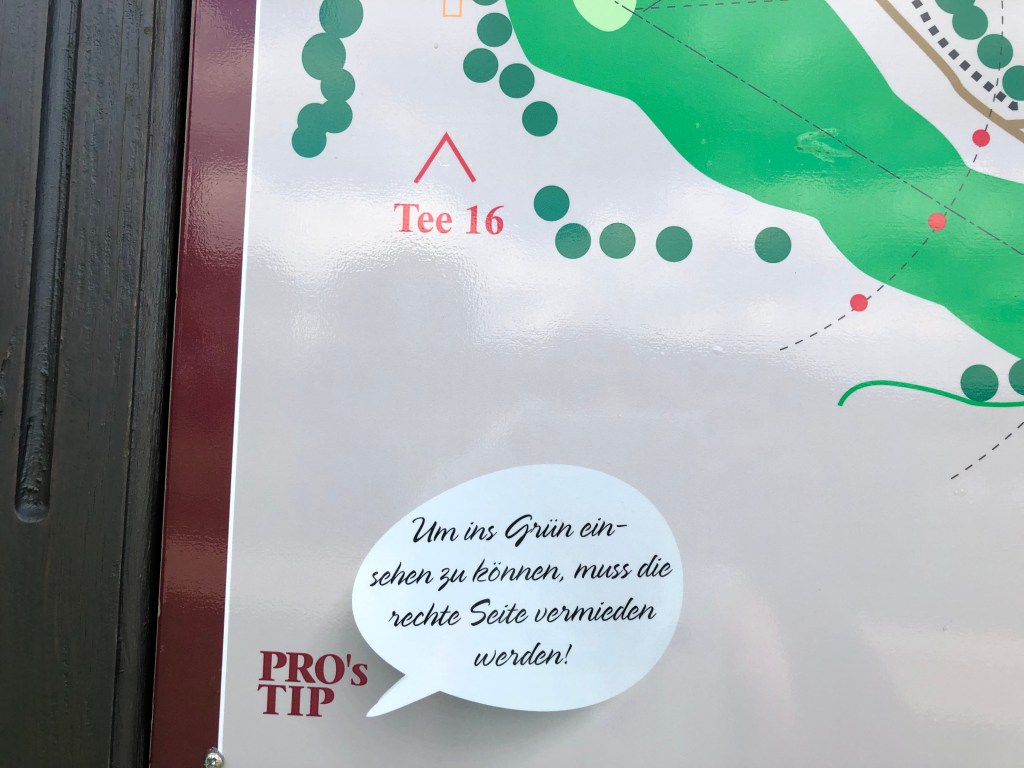 Tee 16
Um ins Grün ein-
sehen zu können, muss die
rechte Seite vermieden
werden!
PRO's
TIP